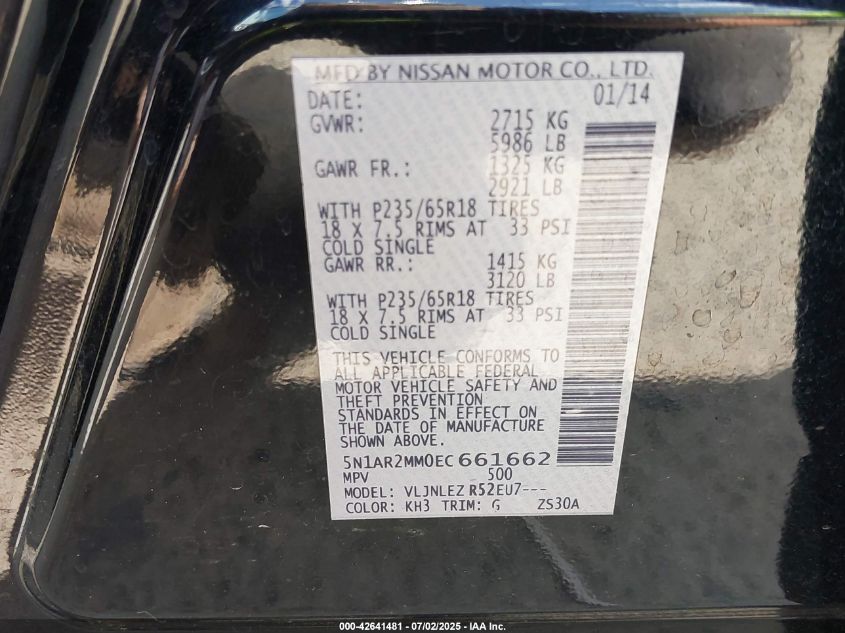 MFD BY NISSAN MOTOR CO., LTD.
DATE: 01/14
GVWR: 2715 KG
5986 LB
GAWR FR.: 1325 KG
2921 LB
WITH P235/65R18 TIRES
18 X 7.5 RIMS AT 33 PSI
COLD SINGLE
GAWR RR.: 1415 KG
3120 LB
WITH P235/65R18 TIRES
18 X 7.5 RIMS AT 33 PSI
COLD SINGLE
THIS VEHICLE CONFORMS TO
ALL APPLICABLE FEDERAL
MOTOR VEHICLE SAFETY AND
THEFT PREVENTION
STANDARDS IN EFFECT ON
THE DATE OF MANUFACTURE
SHOWN ABOVE.
5N1AR2MM0EC661662
MPV 500
MODEL: VLJNLEZ R52EU7---
COLOR: KH3 TRIM: G ZS30A
000-42641481 - 07/02/2025 - IAA Inc.